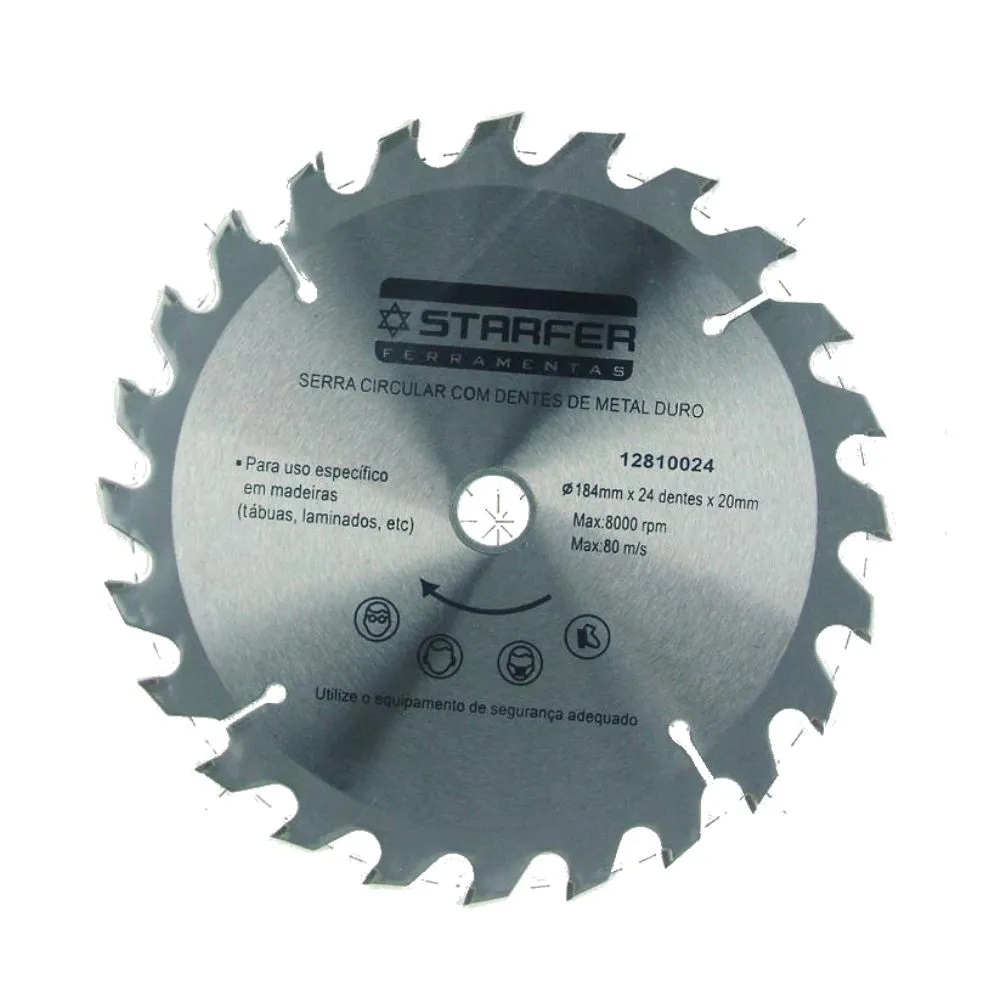 STARFER
FERRAMENTAS
SERRA CIRCULAR COM DENTES DE METAL DURO
▪ Para uso específico
em madeiras
(tábuas, laminados, etc)
12810024
ø184mm x 24 dentes x 20mm
Max:8000 rpm
Max:80 m/s
Utilize o equipamento de segurança adequado